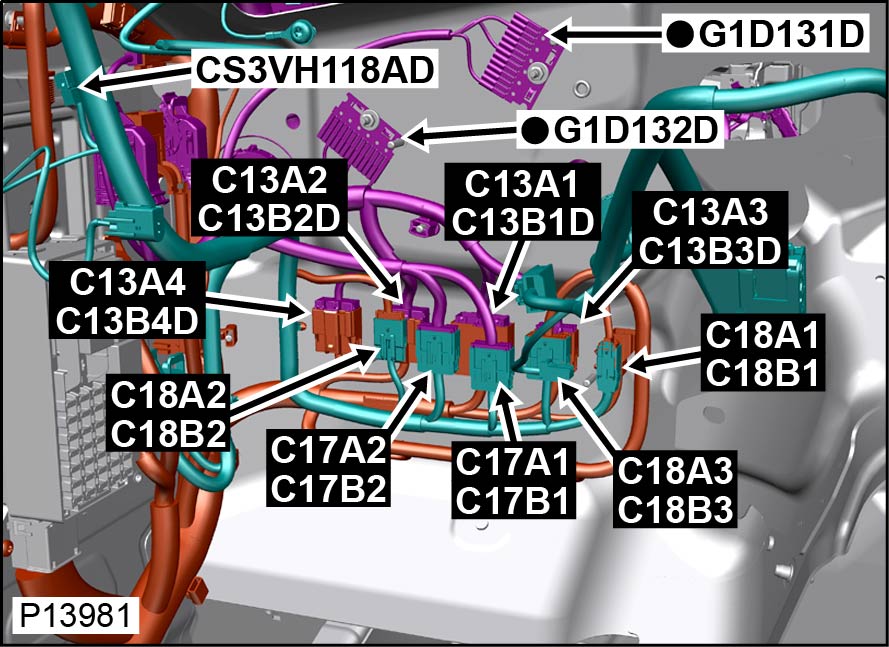 ● G1D131D
CS3VH118AD
● G1D132D
C13A2
C13B2D
C13A1
C13B1D
C13A3
C13B3D
C13A4
C13B4D
C18A1
C18B1
C18A2
C18B2
C17A2
C17B2
C17A1
C17B1
C18A3
C18B3
P13981